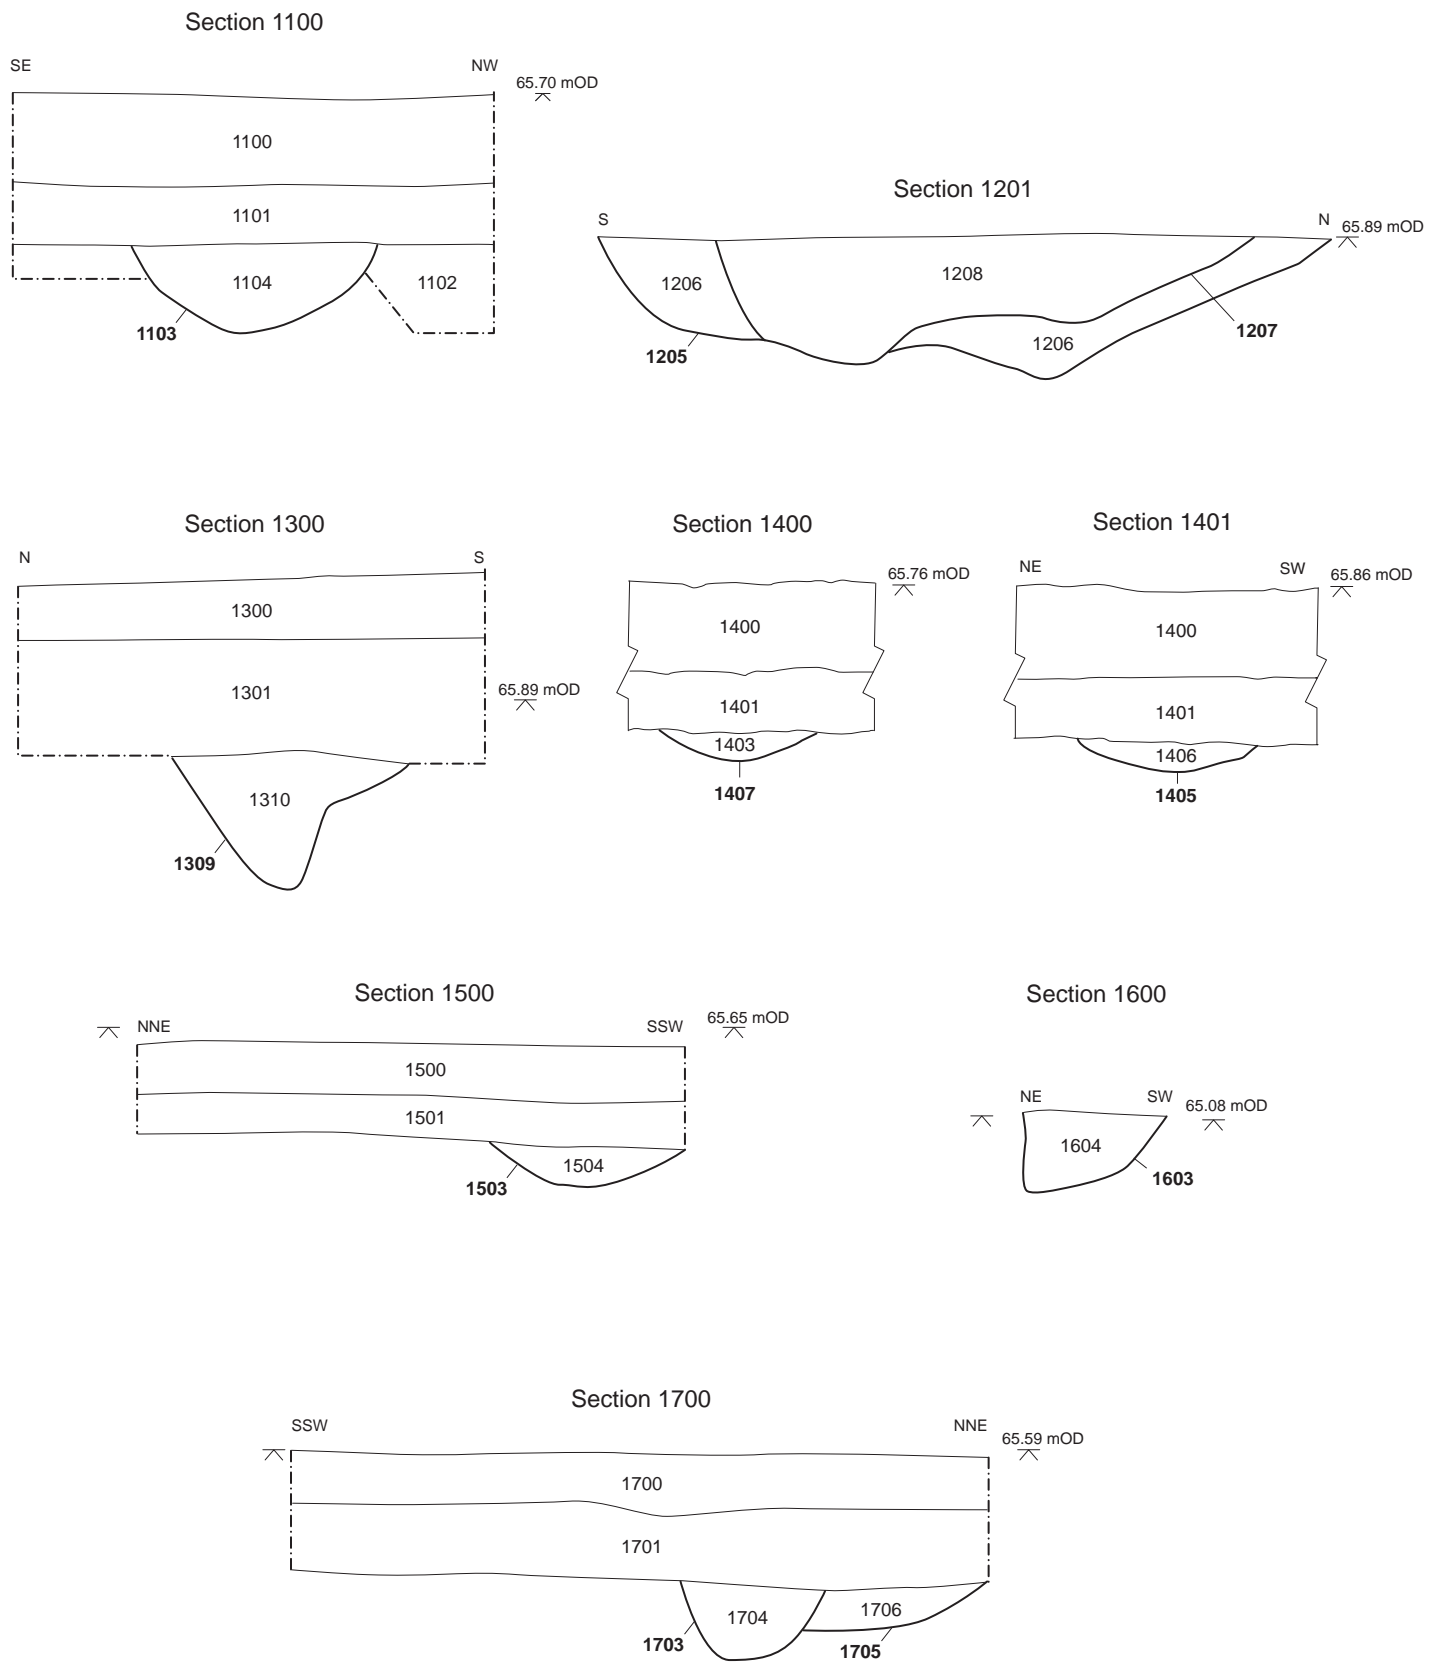 Section 1100
SE NW
65.70 mOD
1100
1101
1104
1102
1103
Section 1201
S N
65.89 mOD
1206
1208
1206
1205
1207
Section 1300
N S
1300
1301
65.89 mOD
1310
1309
Section 1400
65.76 mOD
1400
1401
1403
1407
Section 1401
NE SW
65.86 mOD
1400
1401
1406
1405
Section 1500
NNE SSW
65.65 mOD
1500
1501
1504
1503
Section 1600
NE SW
65.08 mOD
1604
1603
Section 1700
SSW NNE
65.59 mOD
1700
1701
1704
1706
1703
1705